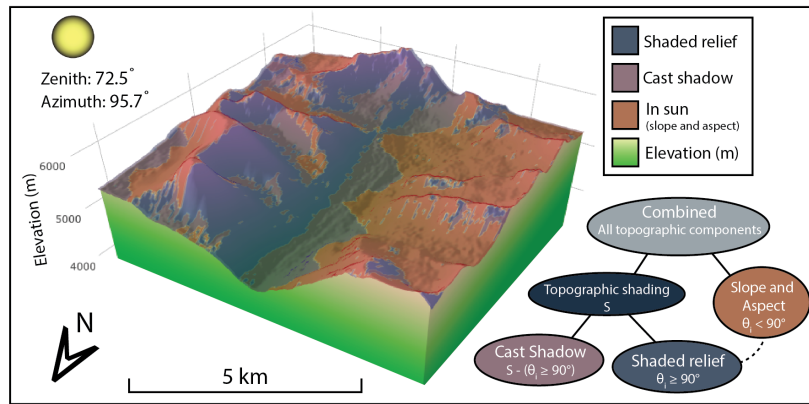 Zenith: 72.5°
Azimuth: 95.7°
Shaded relief
Cast shadow
In sun
(slope and aspect)
Elevation (m)
6000
5000
4000
Elevation (m)
N
5 km
Combined
All topographic components
Topographic shading
S
Slope and
Aspect
θi < 90°
Cast Shadow
S - (θi ≥ 90°)
Shaded relief
θi ≥ 90°